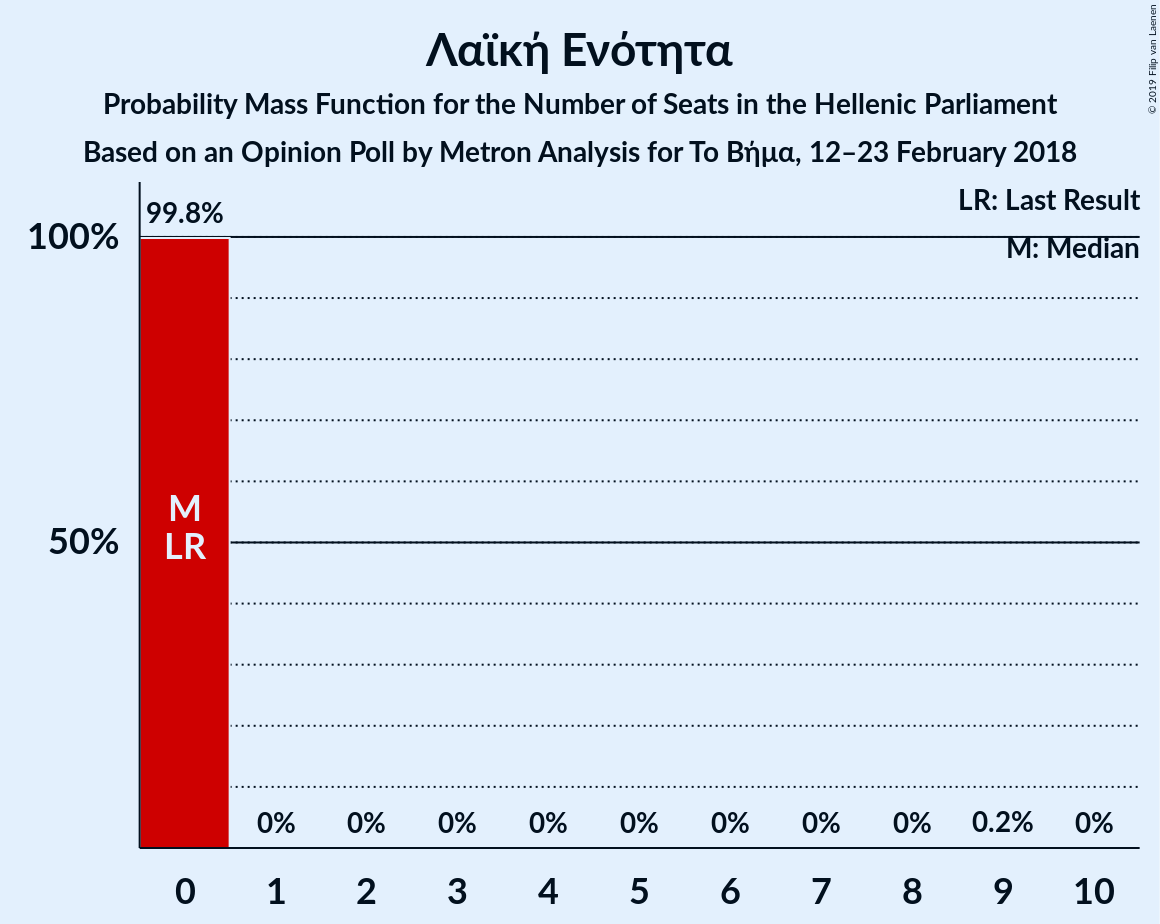 Λαϊκή Ενότητα
Probability Mass Function for the Number of Seats in the Hellenic Parliament
Based on an Opinion Poll by Metron Analysis for Το Βήμα, 12–23 February 2018
© 2019 Filip van Laenen
LR: Last Result
M: Median
99.8%
100%
50%
M
LR
0% 0% 0% 0% 0% 0% 0% 0% 0.2% 0%
0 1 2 3 4 5 6 7 8 9 10